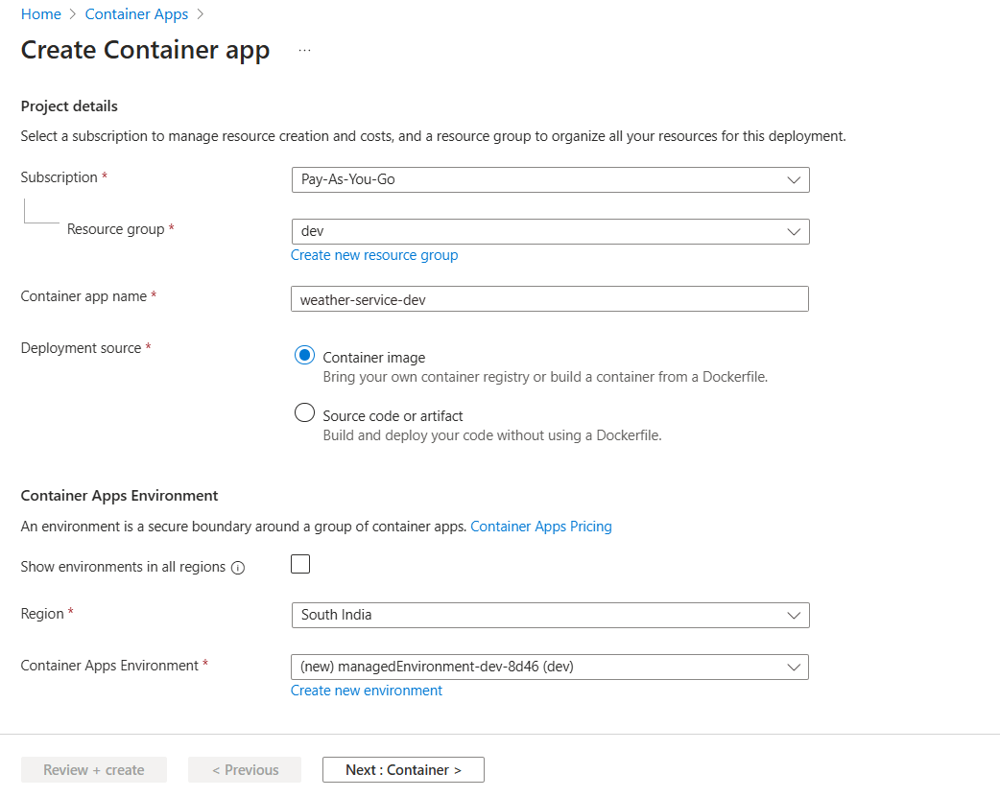 Home > Container Apps >
Create Container app ...
Project details
Select a subscription to manage resource creation and costs, and a resource group to organize all your resources for this deployment.
Subscription * Pay-As-You-Go
Resource group * dev
Create new resource group
Container app name * weather-service-dev
Deployment source * Container image
Bring your own container registry or build a container from a Dockerfile.
Source code or artifact
Build and deploy your code without using a Dockerfile.
Container Apps Environment
An environment is a secure boundary around a group of container apps. Container Apps Pricing
Show environments in all regions
Region * South India
Container Apps Environment * (new) managedEnvironment-dev-8d46 (dev)
Create new environment
Review + create < Previous Next : Container >